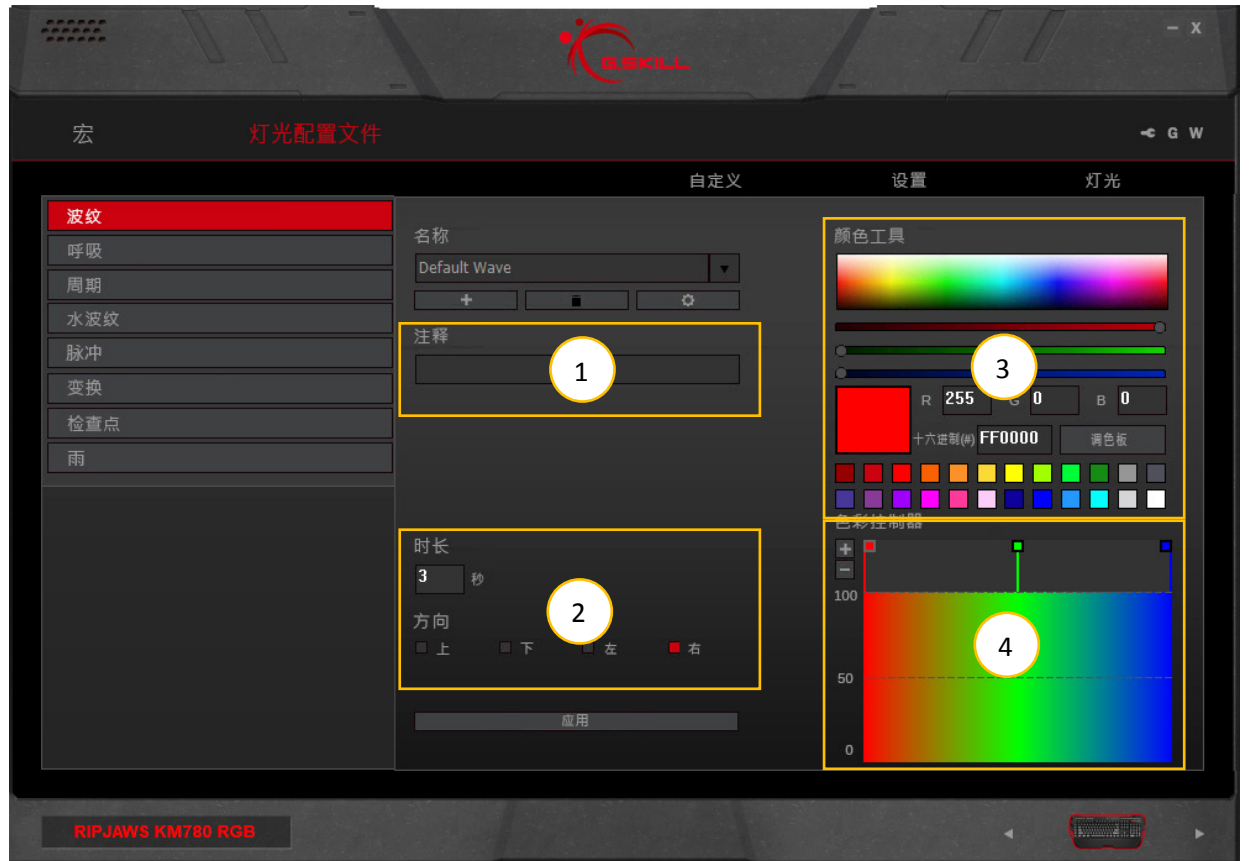 G.SKILL
– X
宏 灯光配置文件 G W
自定义 设置 灯光
波纹
呼吸
周期
水波纹
脉冲
变换
检查点
雨
名称
Default Wave
+
注释
1
时长
3 秒
2
方向
上 下 左 右
应用
颜色工具
3
R 255 G 0 B 0
十六进制(#) FF0000 调色板
色彩控制器
+
−
100
4
50
0
RIPJAWS KM780 RGB